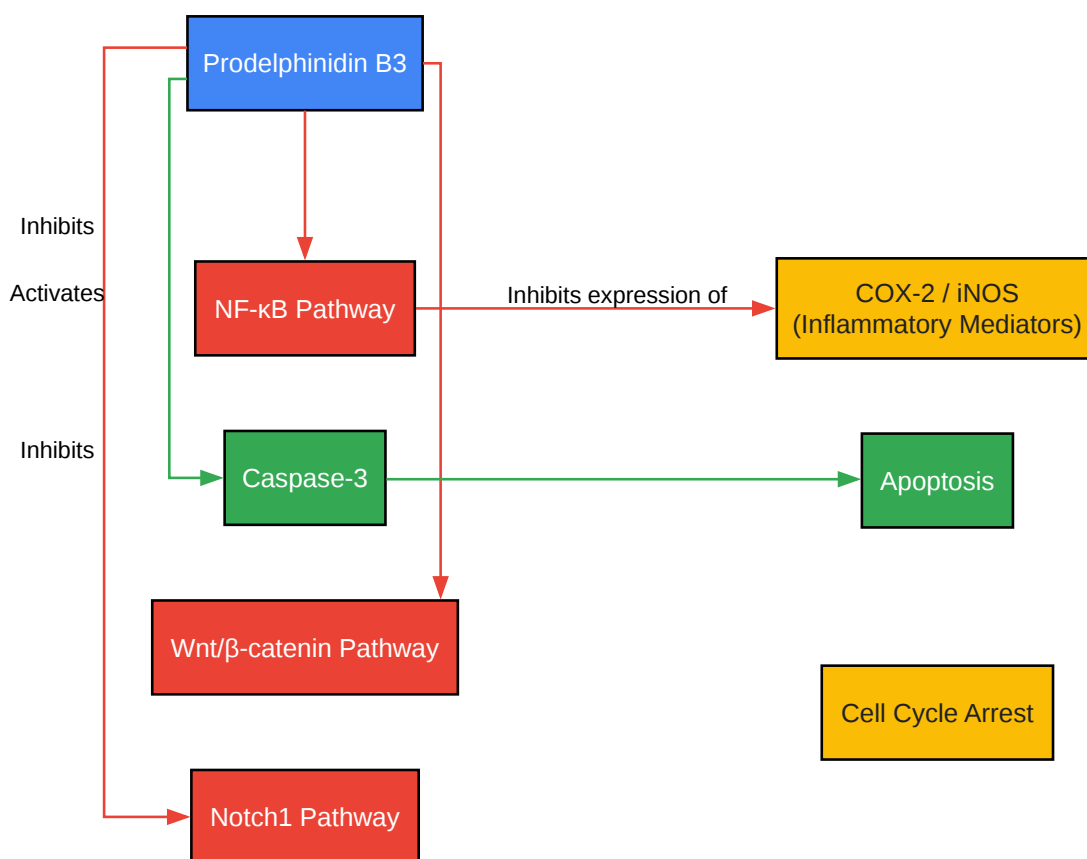 Prodelphinidin B3
Inhibits
Activates
NF-κB Pathway
Inhibits expression of
COX-2 / iNOS
(Inflammatory Mediators)
Inhibits
Caspase-3
Apoptosis
Wnt/β-catenin Pathway
Cell Cycle Arrest
Notch1 Pathway